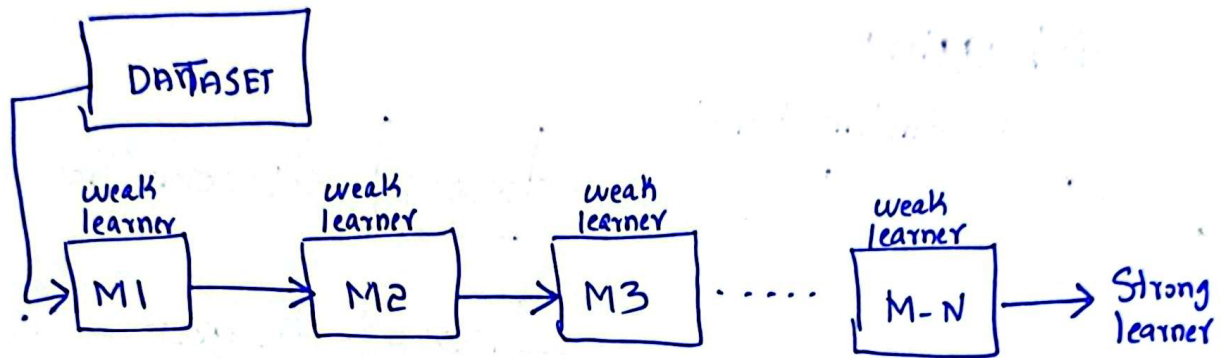 DATASET
weak
learner
weak
learner
weak
learner
weak
learner
M1
M2
M3
.....
M-N
Strong
learner